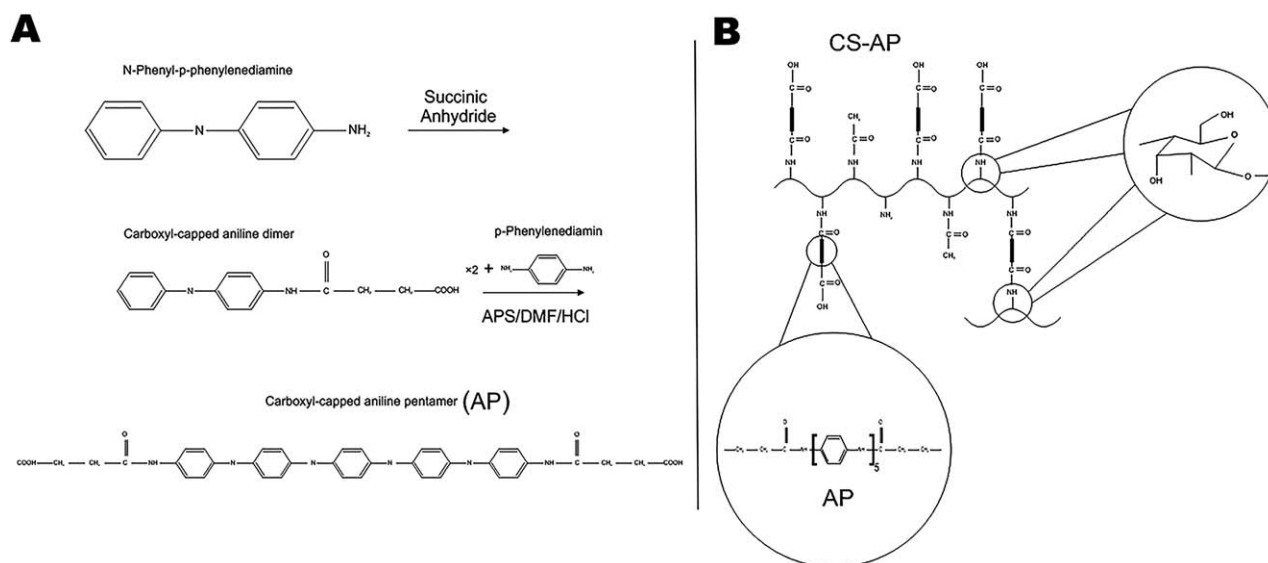 A
N-Phenyl-p-phenylenediamine
N
NH₂
Succinic
Anhydride
Carboxyl-capped aniline dimer
p-Phenylenediamin
O
N
NH
C
CH₂
CH₂
COOH
×2 +
NH₂
NH₂
APS/DMF/HCl
Carboxyl-capped aniline pentamer (AP)
O
O
COOH
CH₂
CH₂
C
NH
N
N
N
N
NH
C
CH₂
CH₂
COOH
B
CS-AP
OH
OH
OH
C=O
C=O
C=O
CH₃
C=O
C=O
C=O
C=O
NH
NH
NH
NH
OH
O
OH
O
NH
NH₂
NH
NH
C=O
C=O
C=O
CH₃
C=O
OH
C=O
NH
O
O
C
5
AP